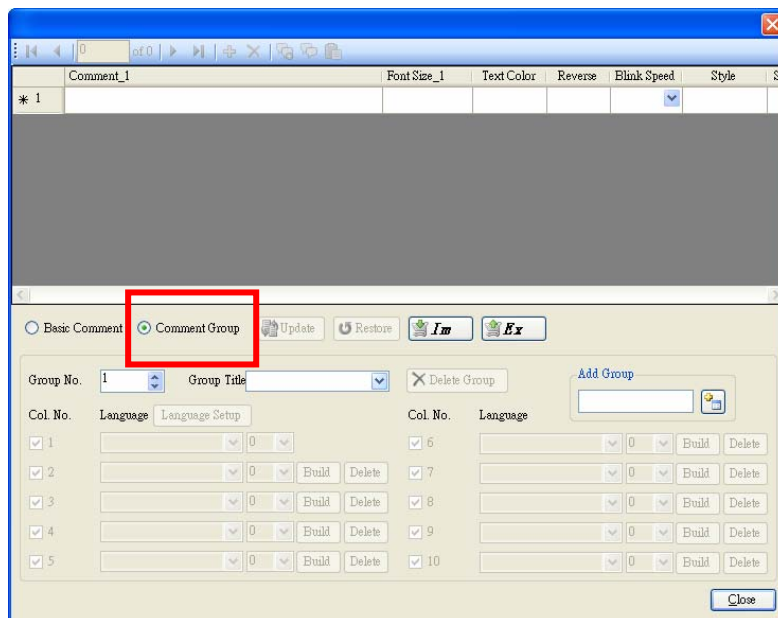 0 of 0
Comment_1 Font Size_1 Text Color Reverse Blink Speed Style S
* 1
Basic Comment Comment Group Update Restore Im Ex
Group No. 1 Group Title Delete Group Add Group
Col. No. Language Language Setup Col. No. Language
1 0 6 0 Build Delete
2 0 Build Delete 7 0 Build Delete
3 0 Build Delete 8 0 Build Delete
4 0 Build Delete 9 0 Build Delete
5 0 Build Delete 10 0 Build Delete
Close